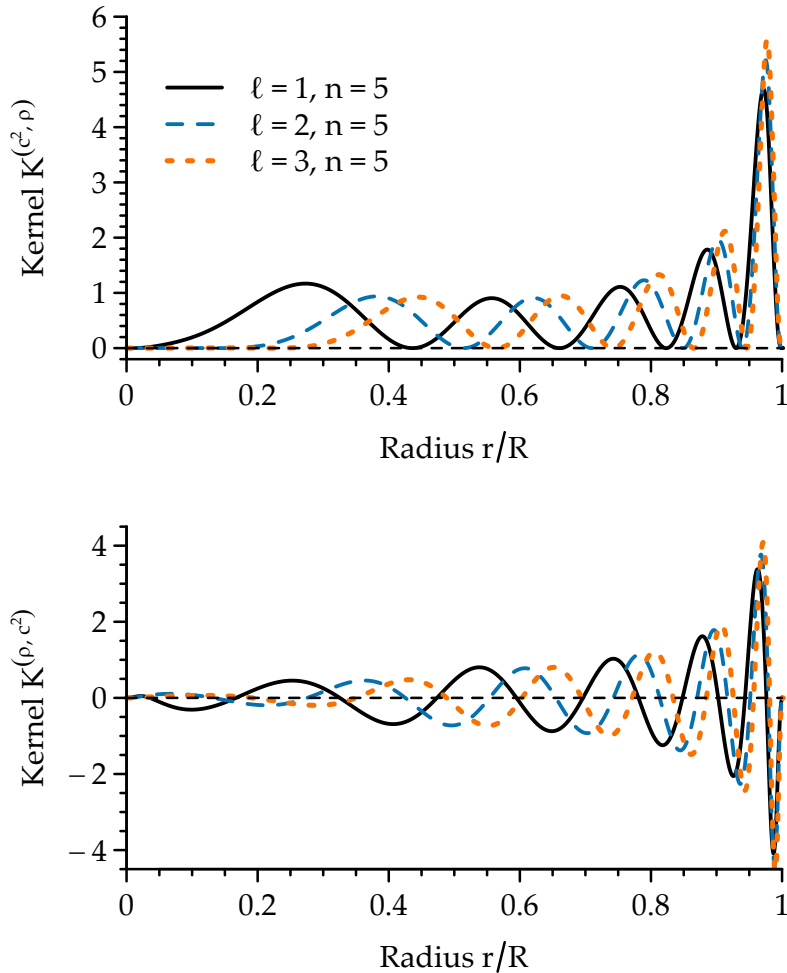 Kernel K^(c², ρ)
6
5
4
3
2
1
0
ℓ = 1, n = 5
ℓ = 2, n = 5
ℓ = 3, n = 5
0 0.2 0.4 0.6 0.8 1
Radius r/R
Kernel K^(ρ, c²)
4
2
0
−2
−4
0 0.2 0.4 0.6 0.8 1
Radius r/R